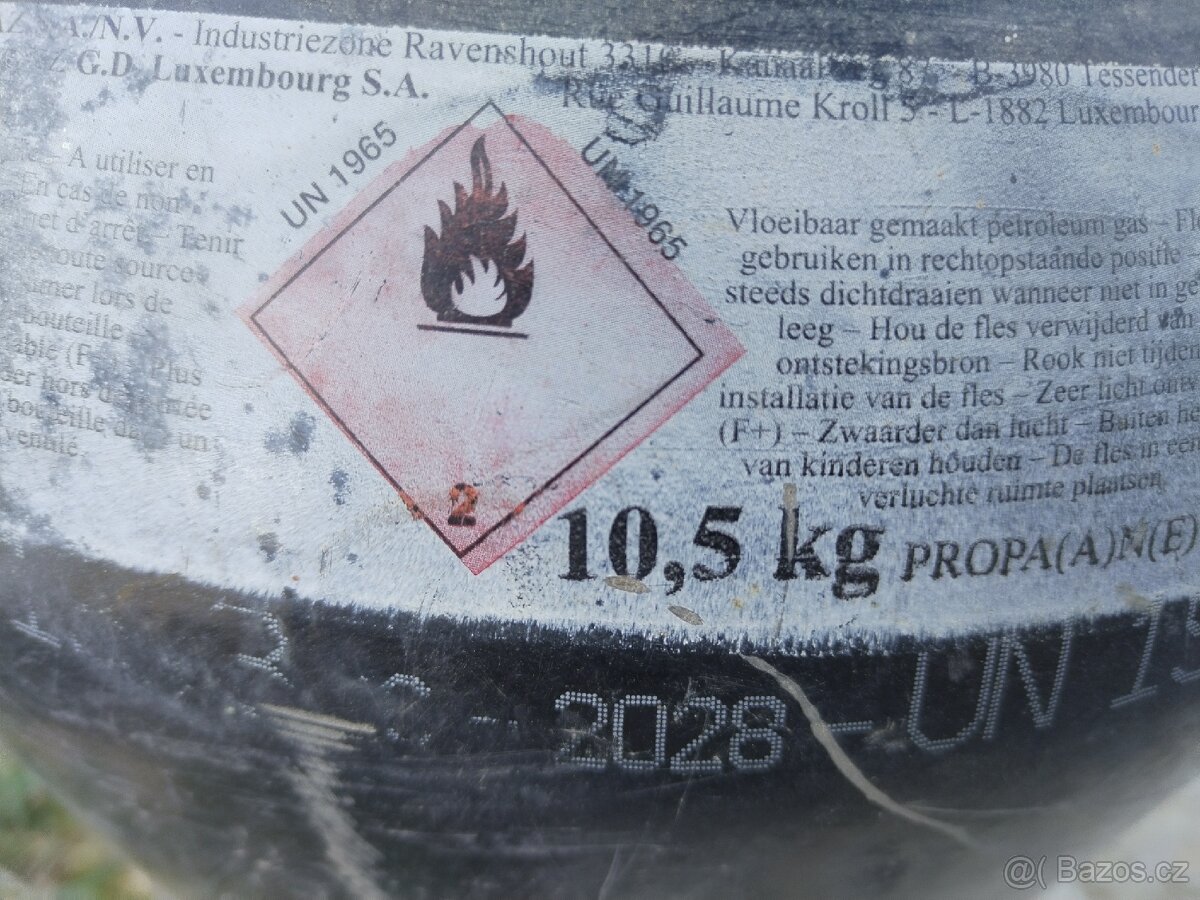 A./N.V. - Industriezone Ravenshout 3310 - 8 - B-3980 Tessender
G.D. Luxembourg S.A.
Rue Guillaume Kroll 5 - L-1882 Luxembour
UN 1965
UN 1965
– A utiliser en
En cas de non
d'arrêt – Tenir
toute source
lors de
bouteille
Plus
hors de
bouteille dans un
Vloeibaar gemaakt petroleum gas –
gebruiken in rechtopstaande positie –
steeds dichtdraaien wanneer niet in ge
leeg – Hou de fles verwijderd van
ontstekingsbron – Rook niet tijden
installatie van de fles – Zeer licht ont
(F+) – Zwaarder dan lucht – Buiten
van kinderen houden – De fles in een
verluchte ruimte plaatsen
2
10,5 kg PROPA(A)N(E)
- 2028 - UN 19
@( Bazos.cz